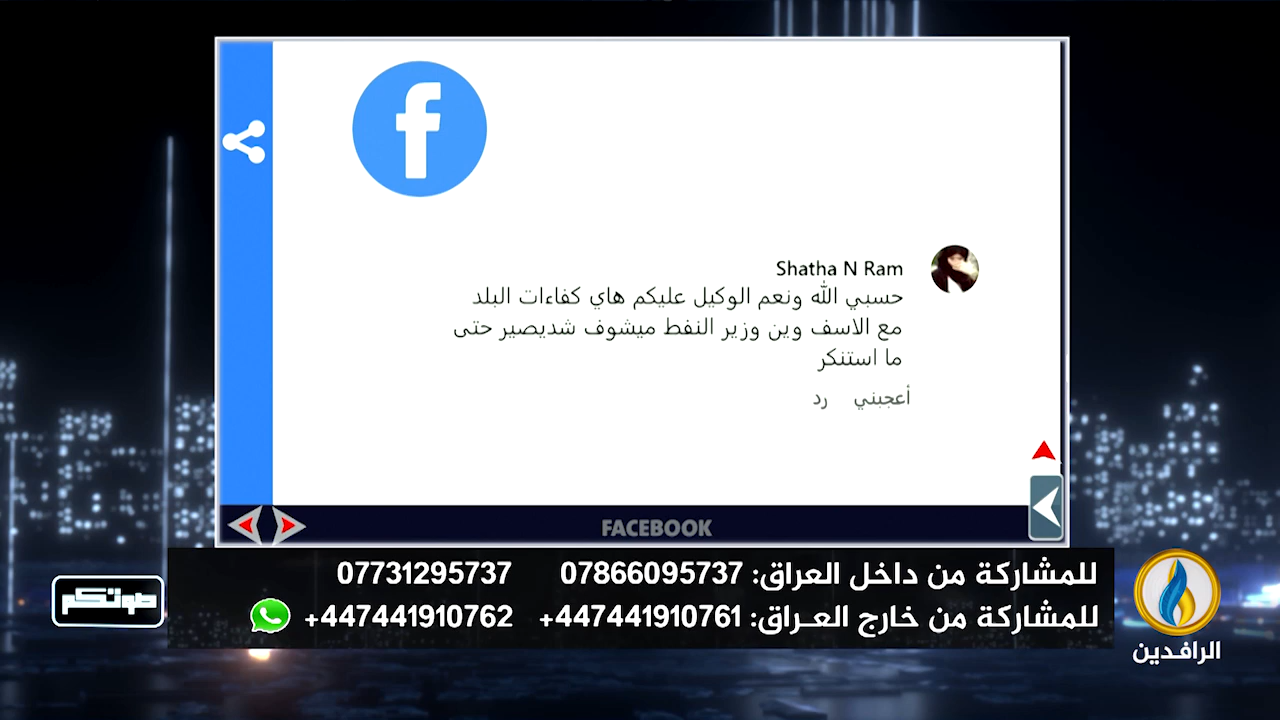 Shatha N Ram
حسبي الله ونعم الوكيل عليكم هاي كفاءات البلد
مع الاسف وين وزير النفط ميشوف شديصير حتى
ما استنكر
أعجبني رد
FACEBOOK
للمشاركة من داخل العراق: 07866095737 07731295737
للمشاركة من خارج العـراق: 447441910761+ 447441910762+
صوتكم
الرافدين